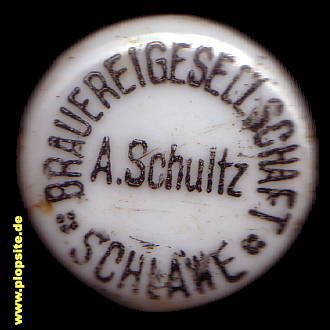 BRAUEREIGESELLSCHAFT
A.Schultz
* SCHLAWE *
www.plopsite.de